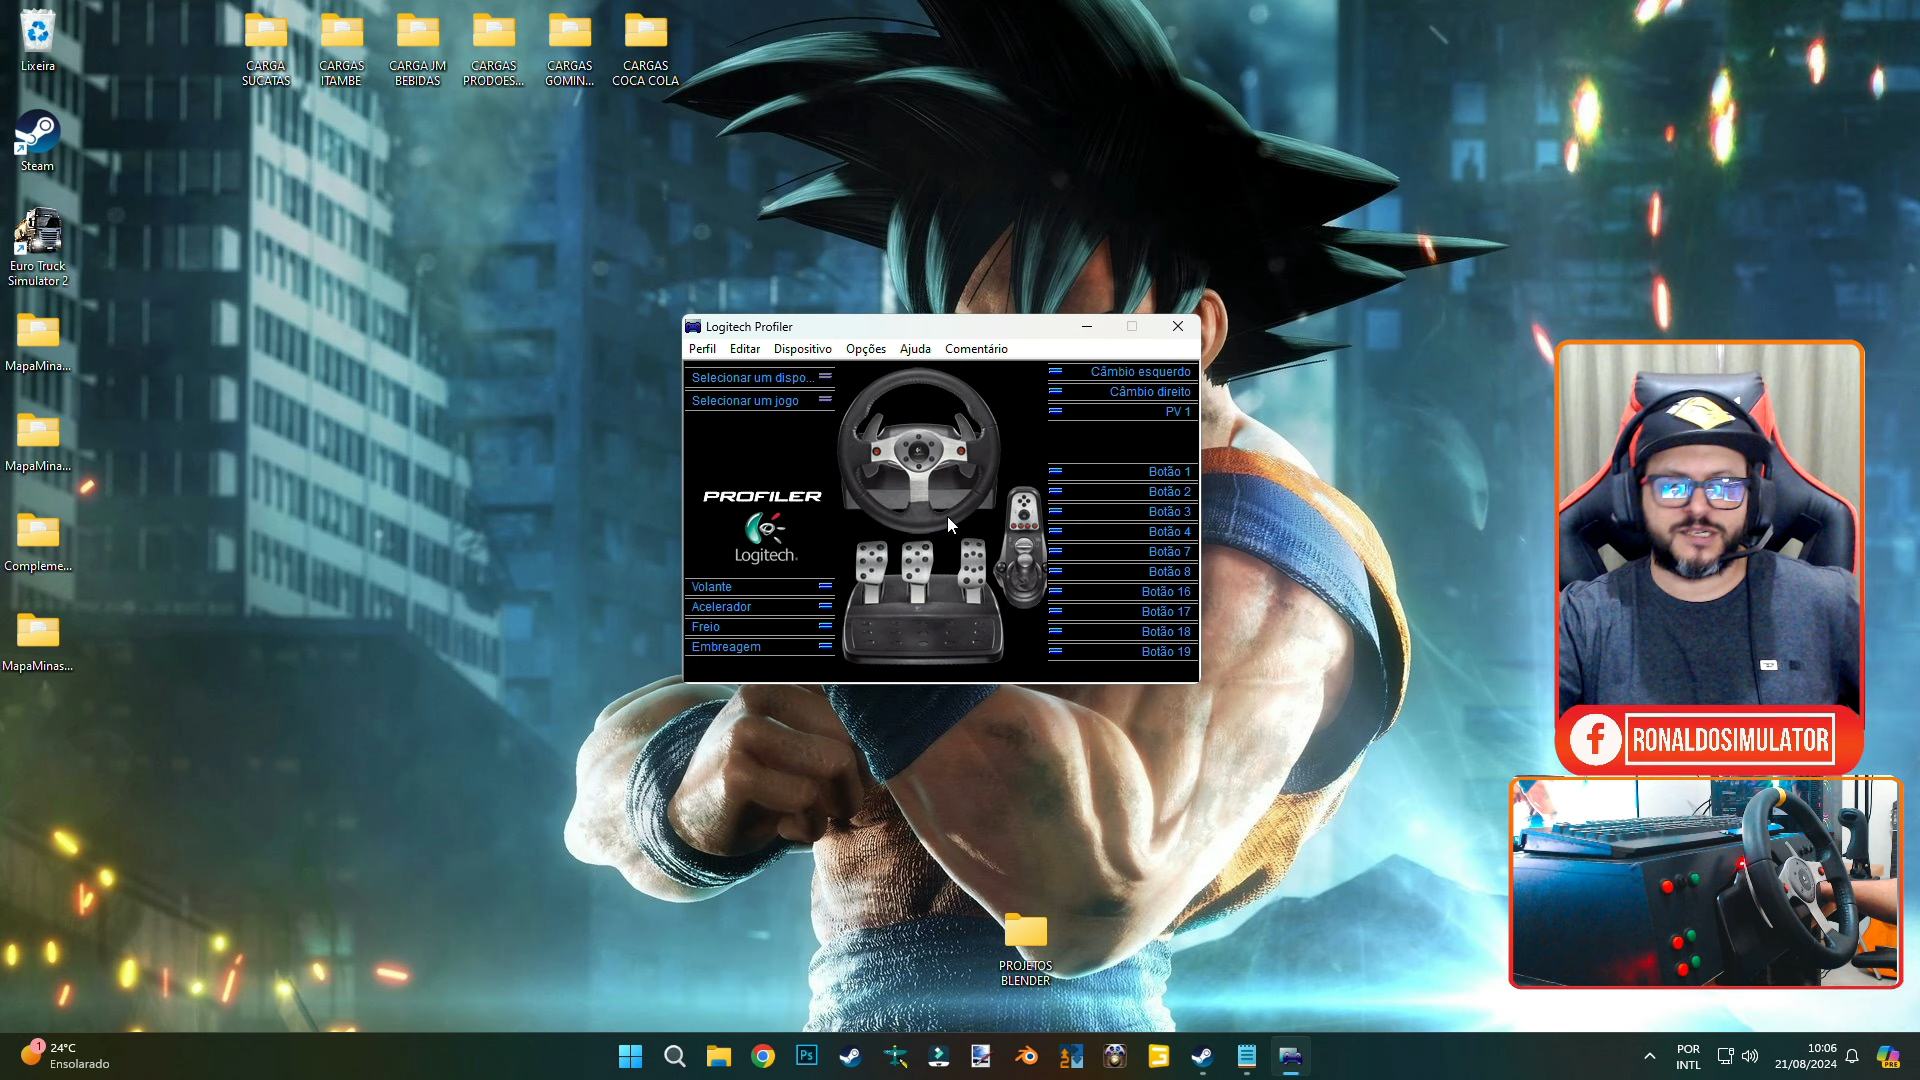 Lixeira
CARGA
SUCATAS
CARGAS
ITAMBE
CARGA JM
BEBIDAS
CARGAS
PRODOES...
CARGAS
GOMIN...
CARGAS
COCA COLA
Steam
Euro Truck
Simulator 2
MapaMina...
MapaMina...
Compleme...
MapaMinas...
Logitech Profiler
Perfil Editar Dispositivo Opções Ajuda Comentário
Selecionar um dispo...
Selecionar um jogo
PROFILER
Logitech
Volante
Acelerador
Freio
Embreagem
Câmbio esquerdo
Câmbio direito
PV 1
Botão 1
Botão 2
Botão 3
Botão 4
Botão 7
Botão 8
Botão 16
Botão 17
Botão 18
Botão 19
f RONALDOSIMULATOR
PROJETOS
BLENDER
1
24°C
Ensolarado
Ps
POR
INTL
10:06
21/08/2024
PRE